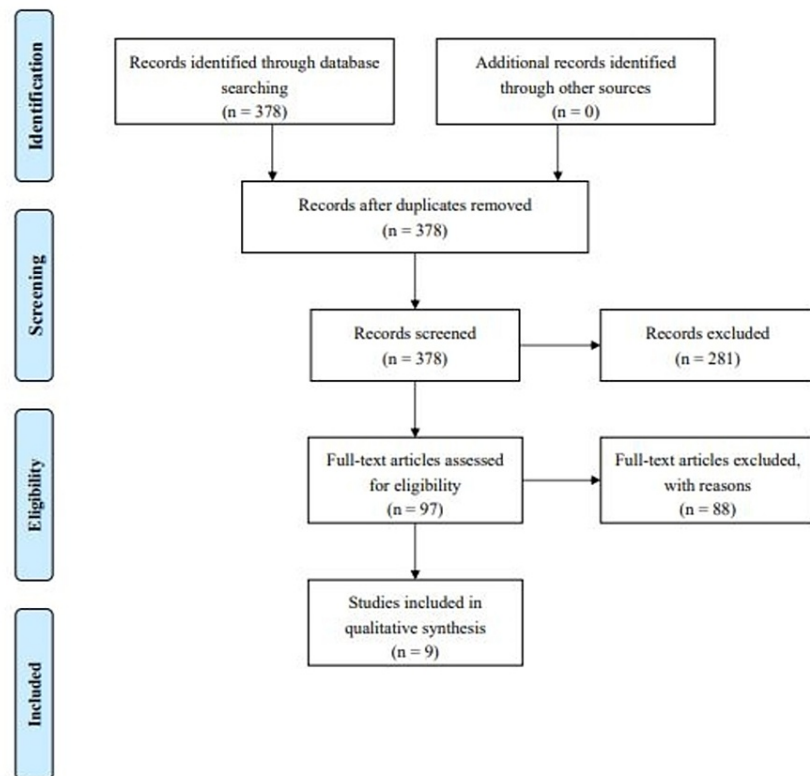 Identification
Records identified through database
searching
(n = 378)
Additional records identified
through other sources
(n = 0)
Records after duplicates removed
(n = 378)
Screening
Records screened
(n = 378)
Records excluded
(n = 281)
Eligibility
Full-text articles assessed
for eligibility
(n = 97)
Full-text articles excluded,
with reasons
(n = 88)
Included
Studies included in
qualitative synthesis
(n = 9)